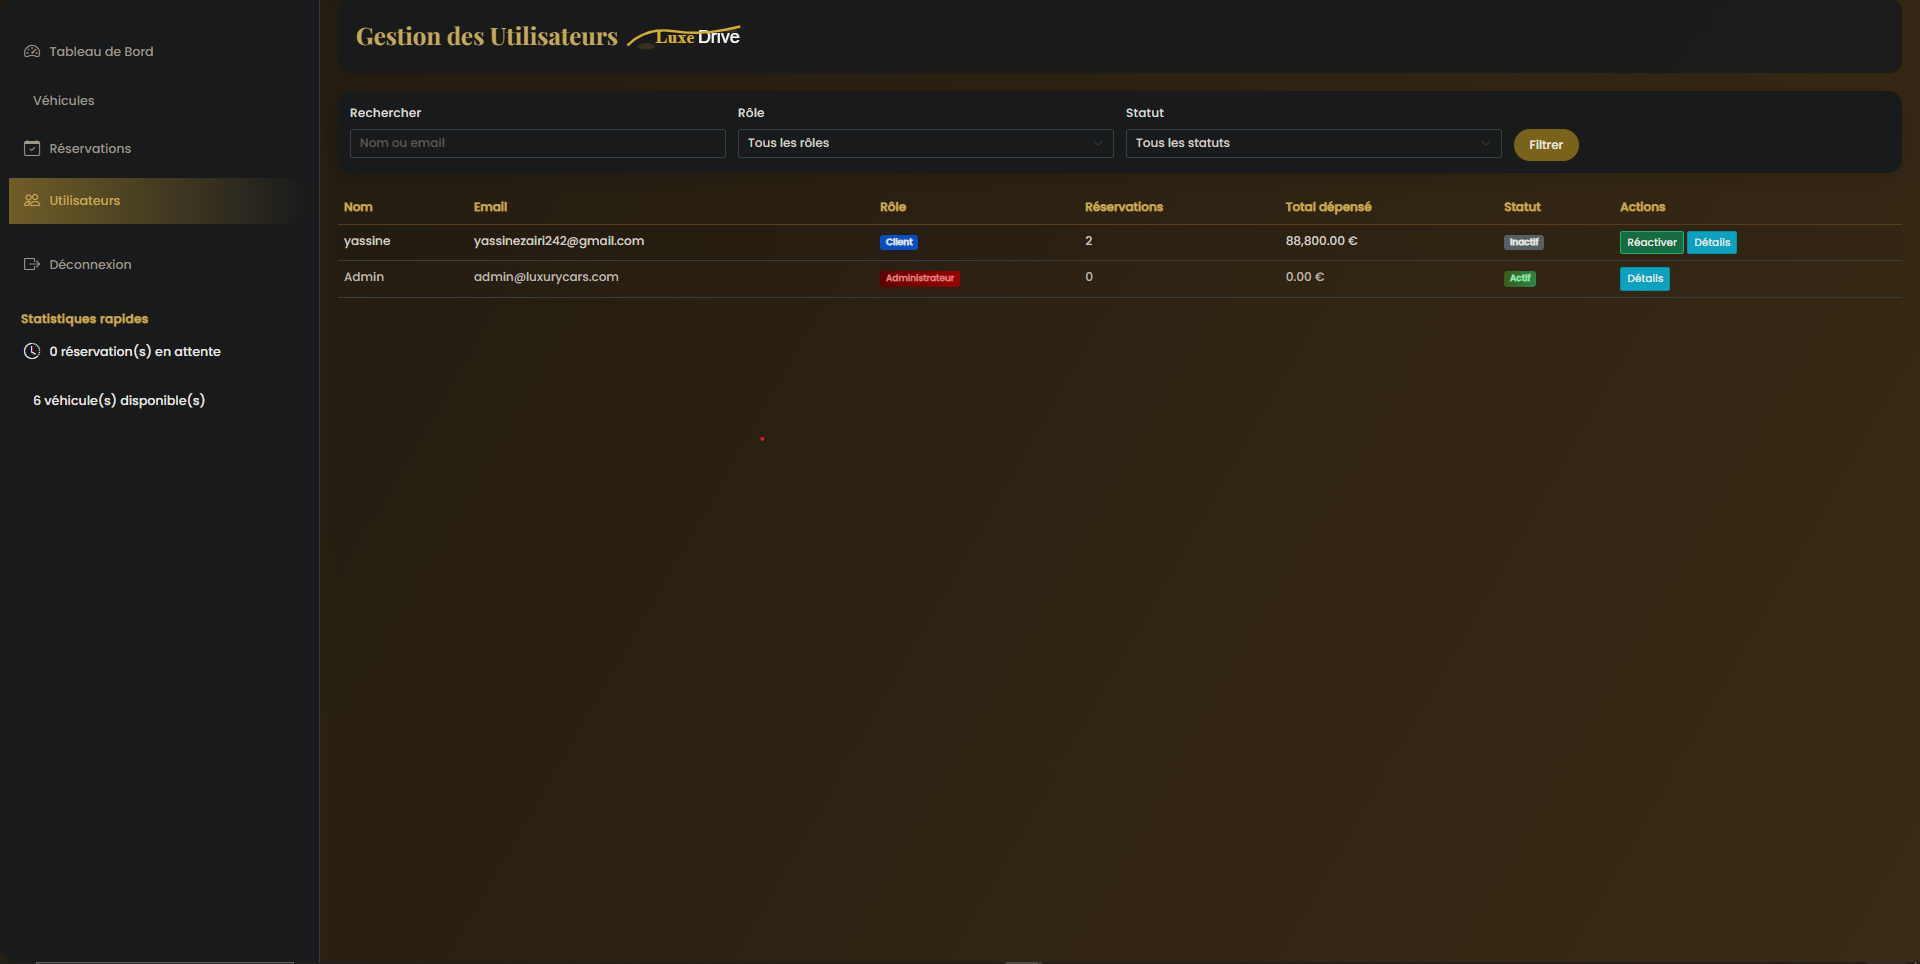 Tableau de Bord
Véhicules
Réservations
Utilisateurs
Déconnexion
Statistiques rapides
0 réservation(s) en attente
6 véhicule(s) disponible(s)
Gestion des Utilisateurs Luxe Drive
Rechercher Rôle Statut
Nom ou email Tous les rôles Tous les statuts Filtrer
Nom Email Rôle Réservations Total dépensé Statut Actions
yassine yassinezairi242@gmail.com Client 2 88,800.00 € Inactif Réactiver Détails
Admin admin@luxurycars.com Administrateur 0 0.00 € Actif Détails